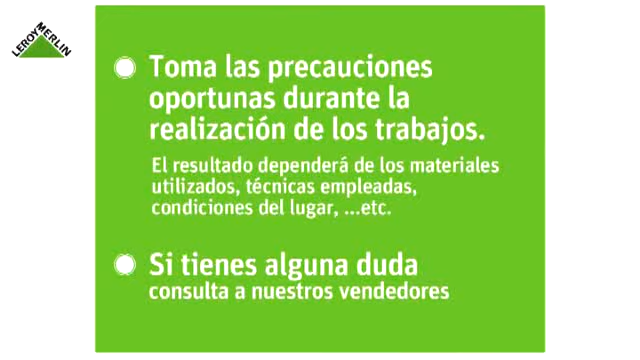 LEROY MERLIN
Toma las precauciones
oportunas durante la
realización de los trabajos.
El resultado dependerá de los materiales
utilizados, técnicas empleadas,
condiciones del lugar, ...etc.
Si tienes alguna duda
consulta a nuestros vendedores